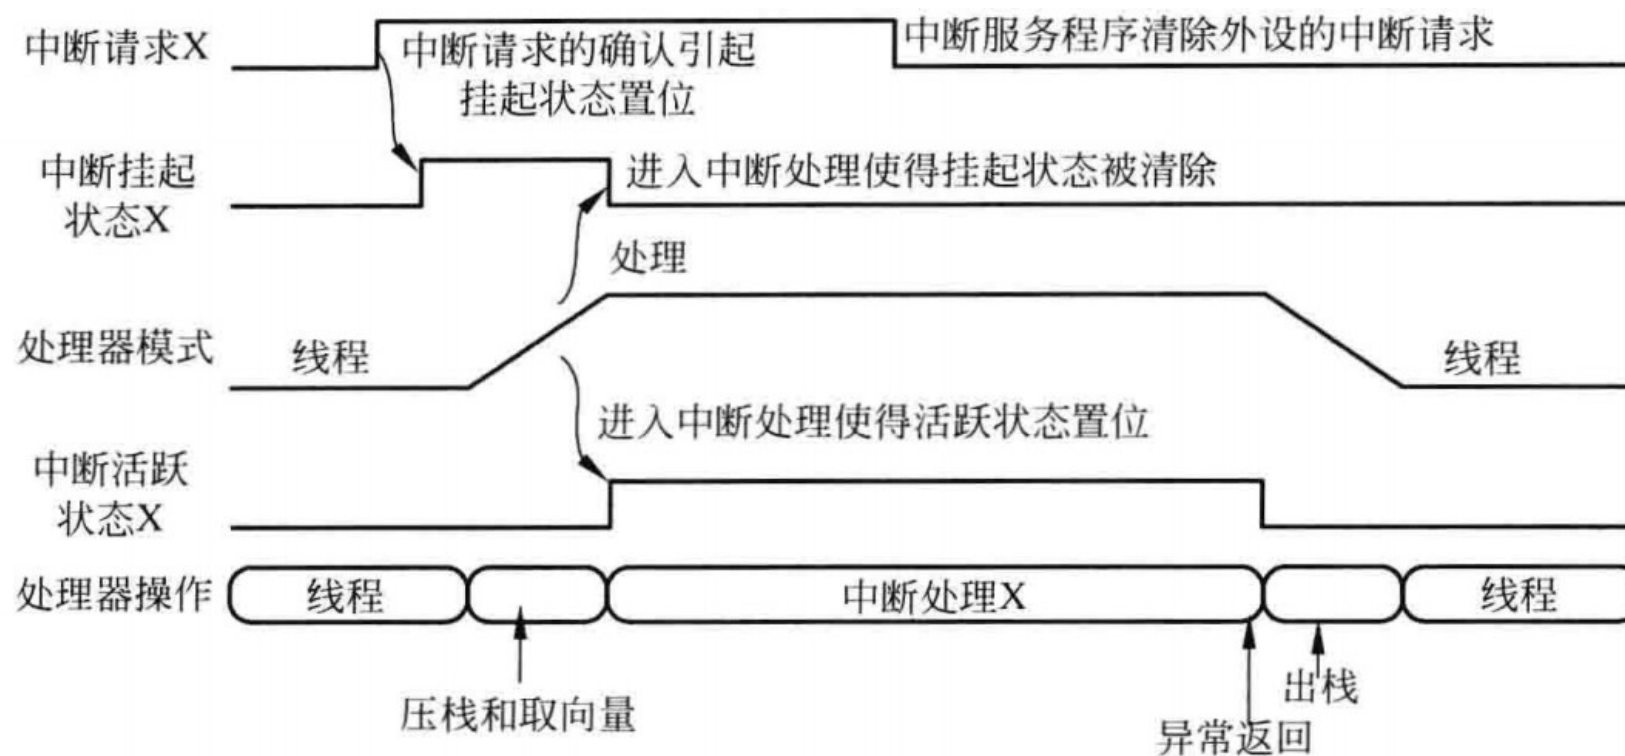 中断请求X
中断请求的确认引起
挂起状态置位
中断服务程序清除外设的中断请求
中断挂起
状态X
进入中断处理使得挂起状态被清除
处理
处理器模式
线程
线程
进入中断处理使得活跃状态置位
中断活跃
状态X
处理器操作
线程
中断处理X
线程
压栈和取向量
出栈
异常返回